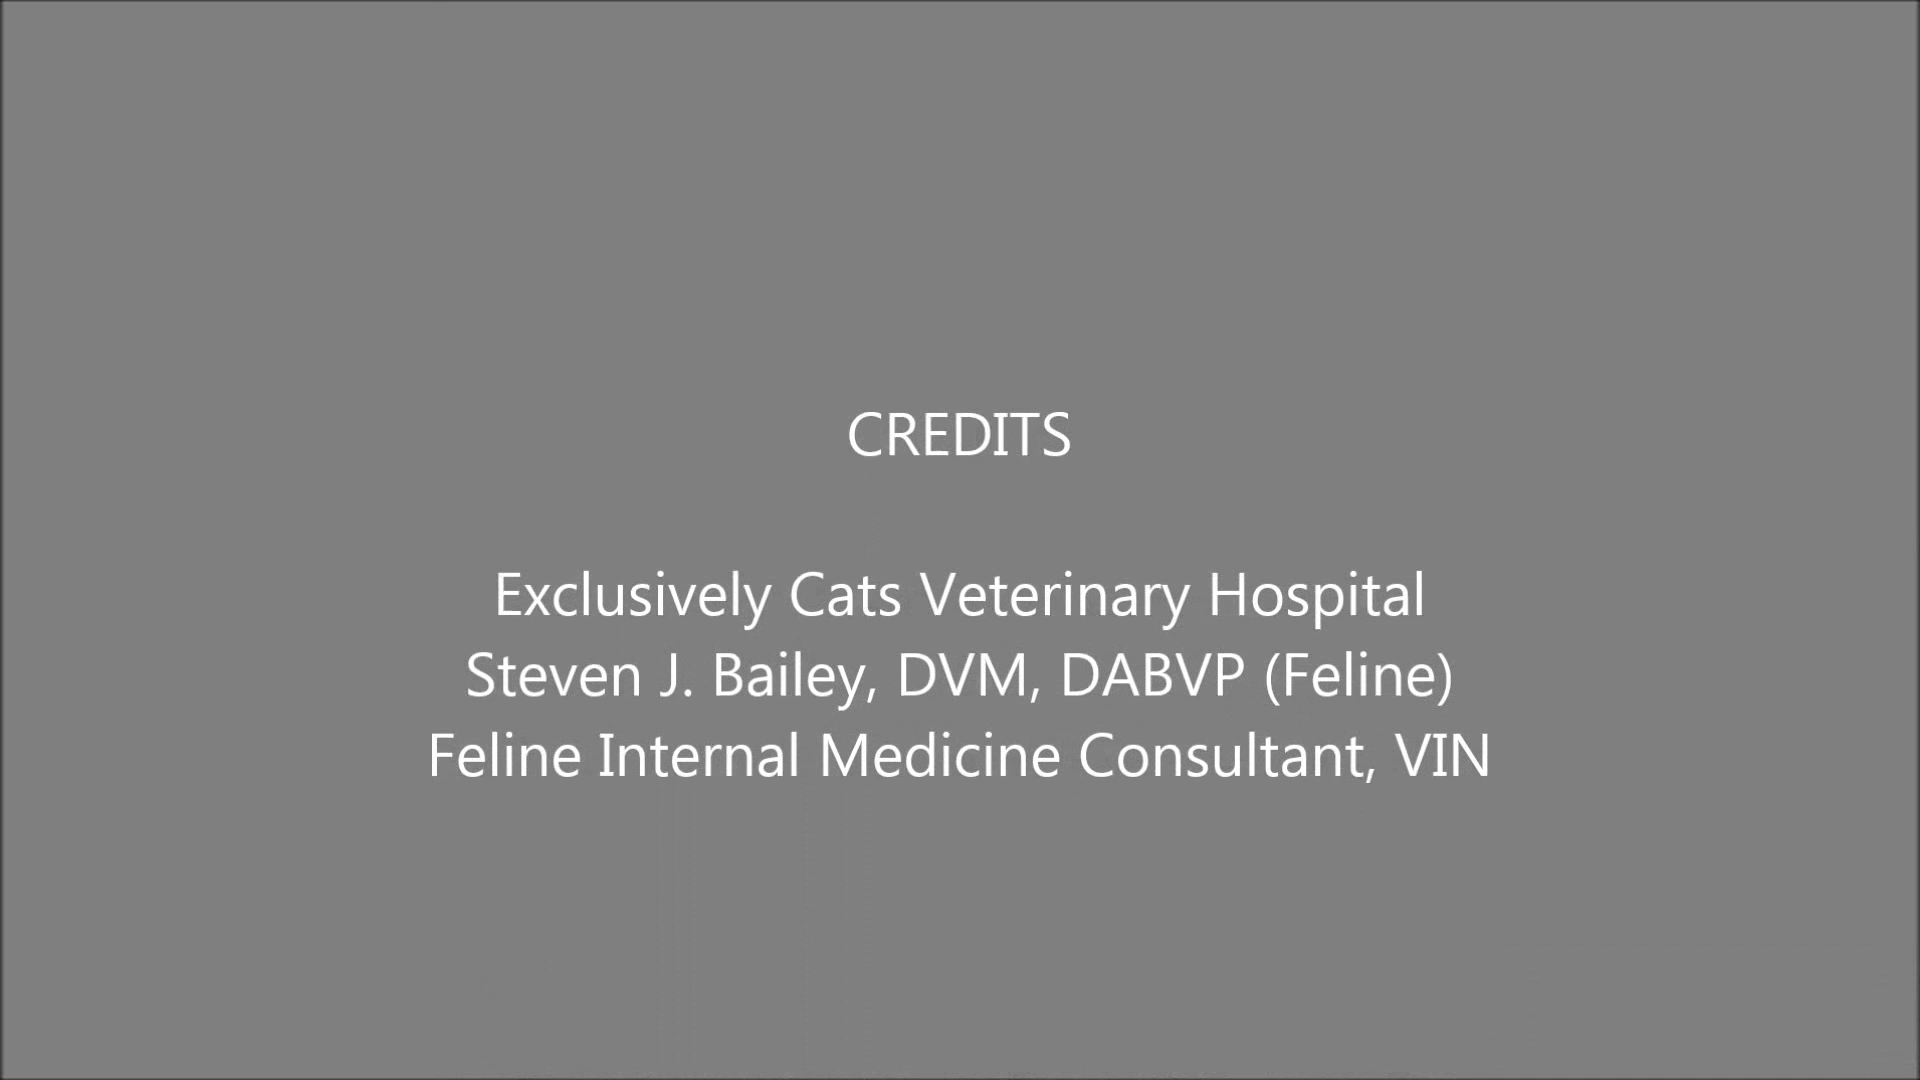 CREDITS
Exclusively Cats Veterinary Hospital
Steven J. Bailey, DVM, DABVP (Feline)
Feline Internal Medicine Consultant, VIN